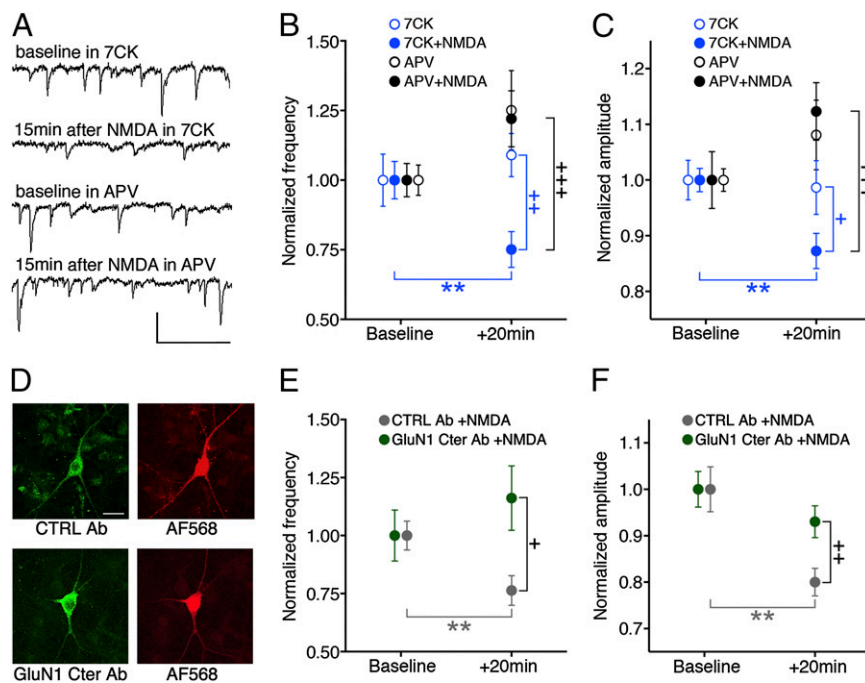 A
baseline in 7CK
15min after NMDA in 7CK
baseline in APV
15min after NMDA in APV
B
7CK
7CK+NMDA
APV
APV+NMDA
Normalized frequency
1.50
1.25
1.00
0.75
0.50
+++
++
**
Baseline
+20min
C
7CK
7CK+NMDA
APV
APV+NMDA
Normalized amplitude
1.2
1.1
1.0
0.9
0.8
+
**
Baseline
+20min
D
CTRL Ab
AF568
GluN1 Cter Ab
AF568
E
CTRL Ab +NMDA
GluN1 Cter Ab +NMDA
Normalized frequency
1.50
1.25
1.00
0.75
0.50
+
**
Baseline
+20min
F
CTRL Ab +NMDA
GluN1 Cter Ab +NMDA
Normalized amplitude
1.1
1.0
0.9
0.8
0.7
++
**
Baseline
+20min